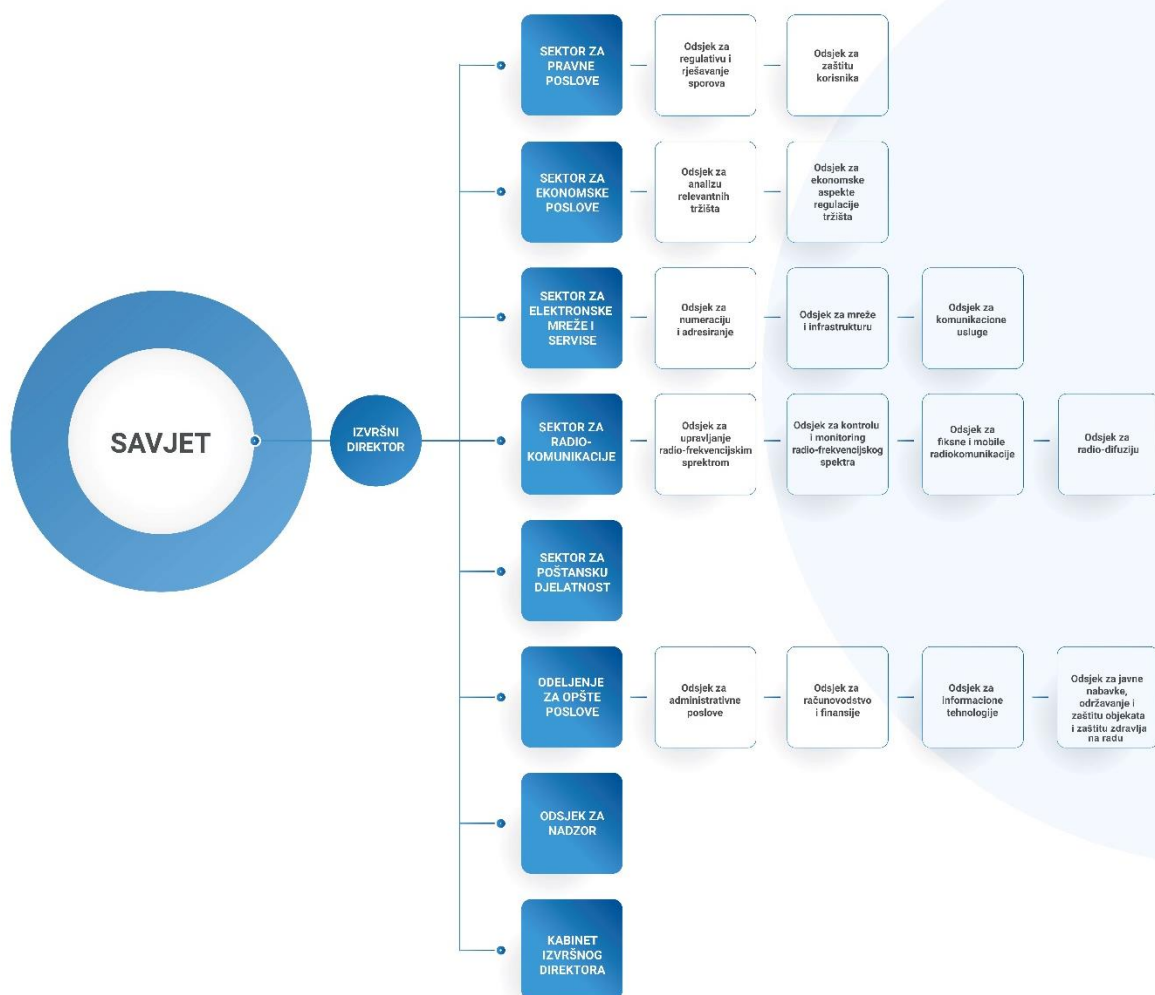 SAVJET
IZVRŠNI
DIREKTOR
SEKTOR ZA
PRAVNE
POSLOVE
Odsjek za
regulativu i
rješavanje
sporova
Odsjek za
zaštitu
korisnika
SEKTOR ZA
EKONOMSKE
POSLOVE
Odsjek za
analizu
relevantnih
tržišta
Odsjek za
ekonomske
aspekte
regulacije
tržišta
SEKTOR ZA
ELEKTRONSKE
MREŽE I
SERVISE
Odsjek za
numeraciju
i adresiranje
Odsjek za mreže
i infrastrukturu
Odsjek za
komunikacione
usluge
SEKTOR ZA
RADIO-
KOMUNIKACIJE
Odsjek za
upravljanje
radio-frekvencijskim
sprektrom
Odsjek za kontrolu
i monitoring
radio-frekvencijskog
spektra
Odsjek za
fiksne i mobile
radiokomunikacije
Odsjek za
radio-difuziju
SEKTOR ZA
POŠTANSKU
DJELATNOST
ODELJENJE
ZA OPŠTE
POSLOVE
Odsjek za
administrativne
poslove
Odsjek za
računovodstvo
i finansije
Odsjek za
informacione
tehnologije
Odsjek za javne
nabavke,
održavanje i
zaštitu objekata
i zaštitu zdravlja
na radu
ODSJEK ZA
NADZOR
KABINET
IZVRŠNOG
DIREKTORA